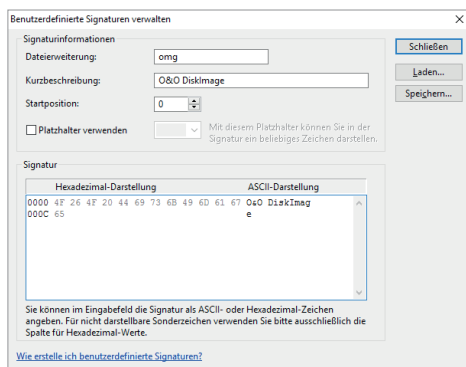 Benutzerdefinierte Signaturen verwalten
Signaturinformationen
Dateierweiterung: omg
Kurzbeschreibung: O&O DiskImage
Startposition: 0
Platzhalter verwenden
Mit diesem Platzhalter können Sie in der
Signatur ein beliebiges Zeichen darstellen.
Schließen
Laden...
Speichern...
Signatur
Hexadezimal-Darstellung ASCII-Darstellung
0000 4F 26 4F 20 44 69 73 6B 49 6D 61 67 O&O DiskImag
000C 65 e
Sie können im Eingabefeld die Signatur als ASCII- oder Hexadezimal-Zeichen
angeben. Für nicht darstellbare Sonderzeichen verwenden Sie bitte ausschließlich die
Spalte für Hexadezimal-Werte.
Wie erstelle ich benutzerdefinierte Signaturen?